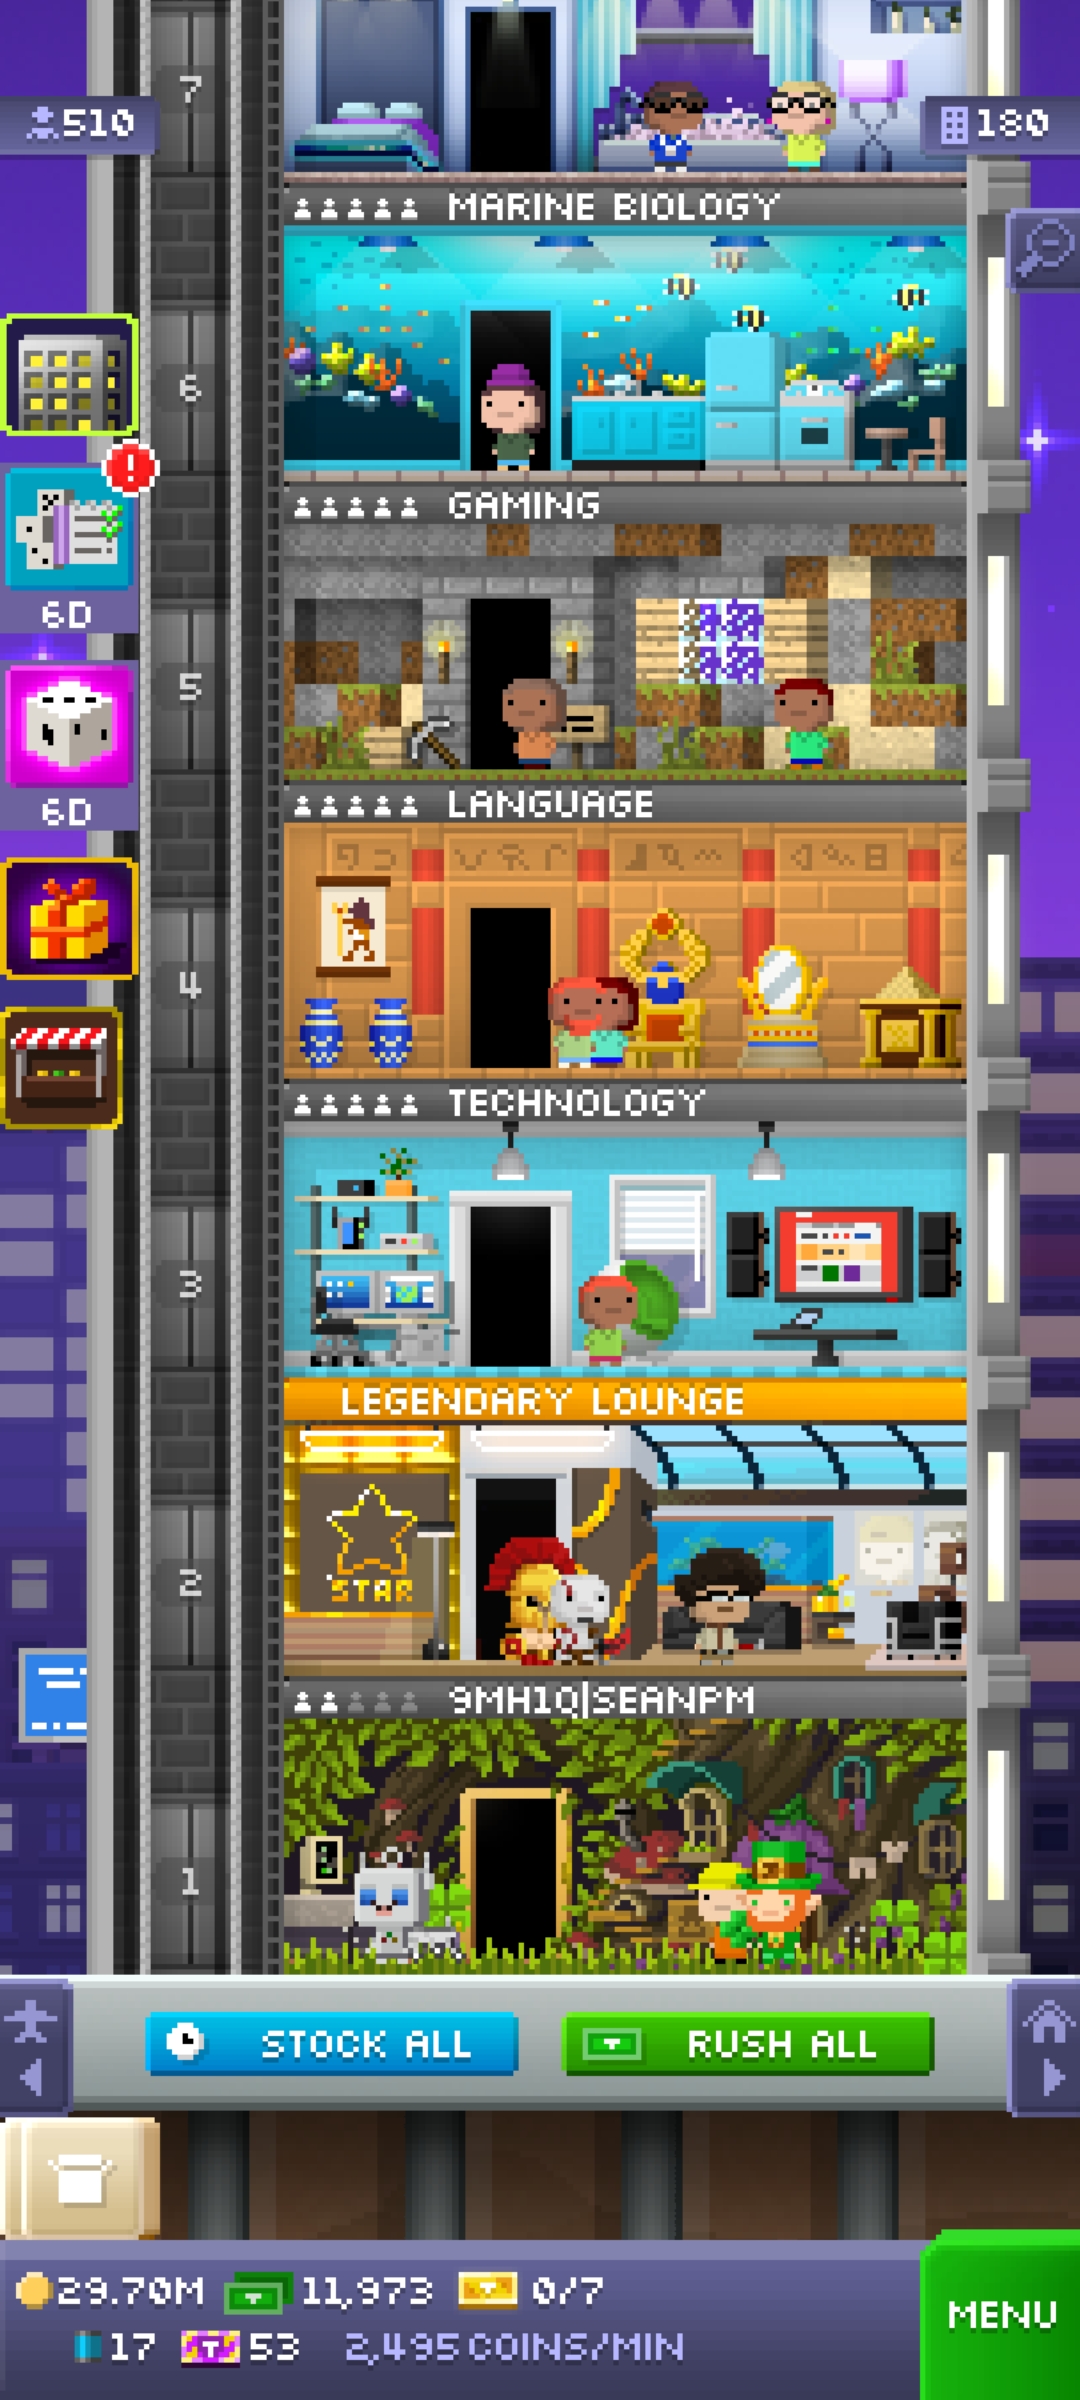 7
510
180
MARINE BIOLOGY
6
GAMING
6D
5
6D
LANGUAGE
4
TECHNOLOGY
3
LEGENDARY LOUNGE
STAR
2
9MH1Q|SEANPM
1
STOCK ALL
RUSH ALL
29.70M 11,973 0/7
MENU
17 53 2,495 COINS/MIN